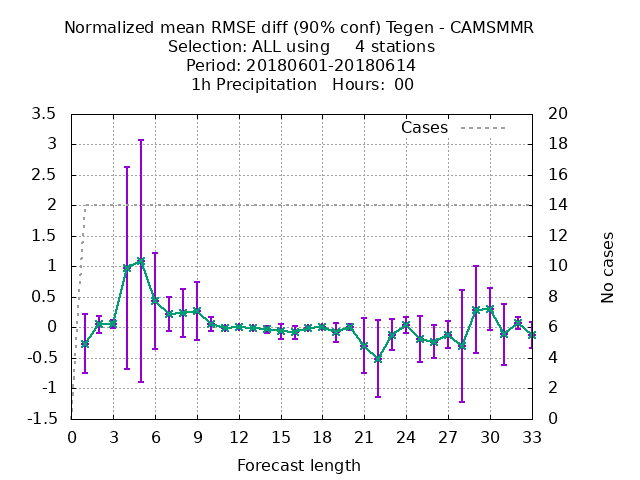 Normalized mean RMSE diff (90% conf) Tegen - CAMSMMR
Selection: ALL using     4 stations
Period: 20180601-20180614
1h Precipitation   Hours:  00
3.5
3
2.5
2
1.5
1
0.5
0
-0.5
-1
-1.5
Cases
20
18
16
14
12
10
8
6
4
2
0
No cases
0 3 6 9 12 15 18 21 24 27 30 33
Forecast length